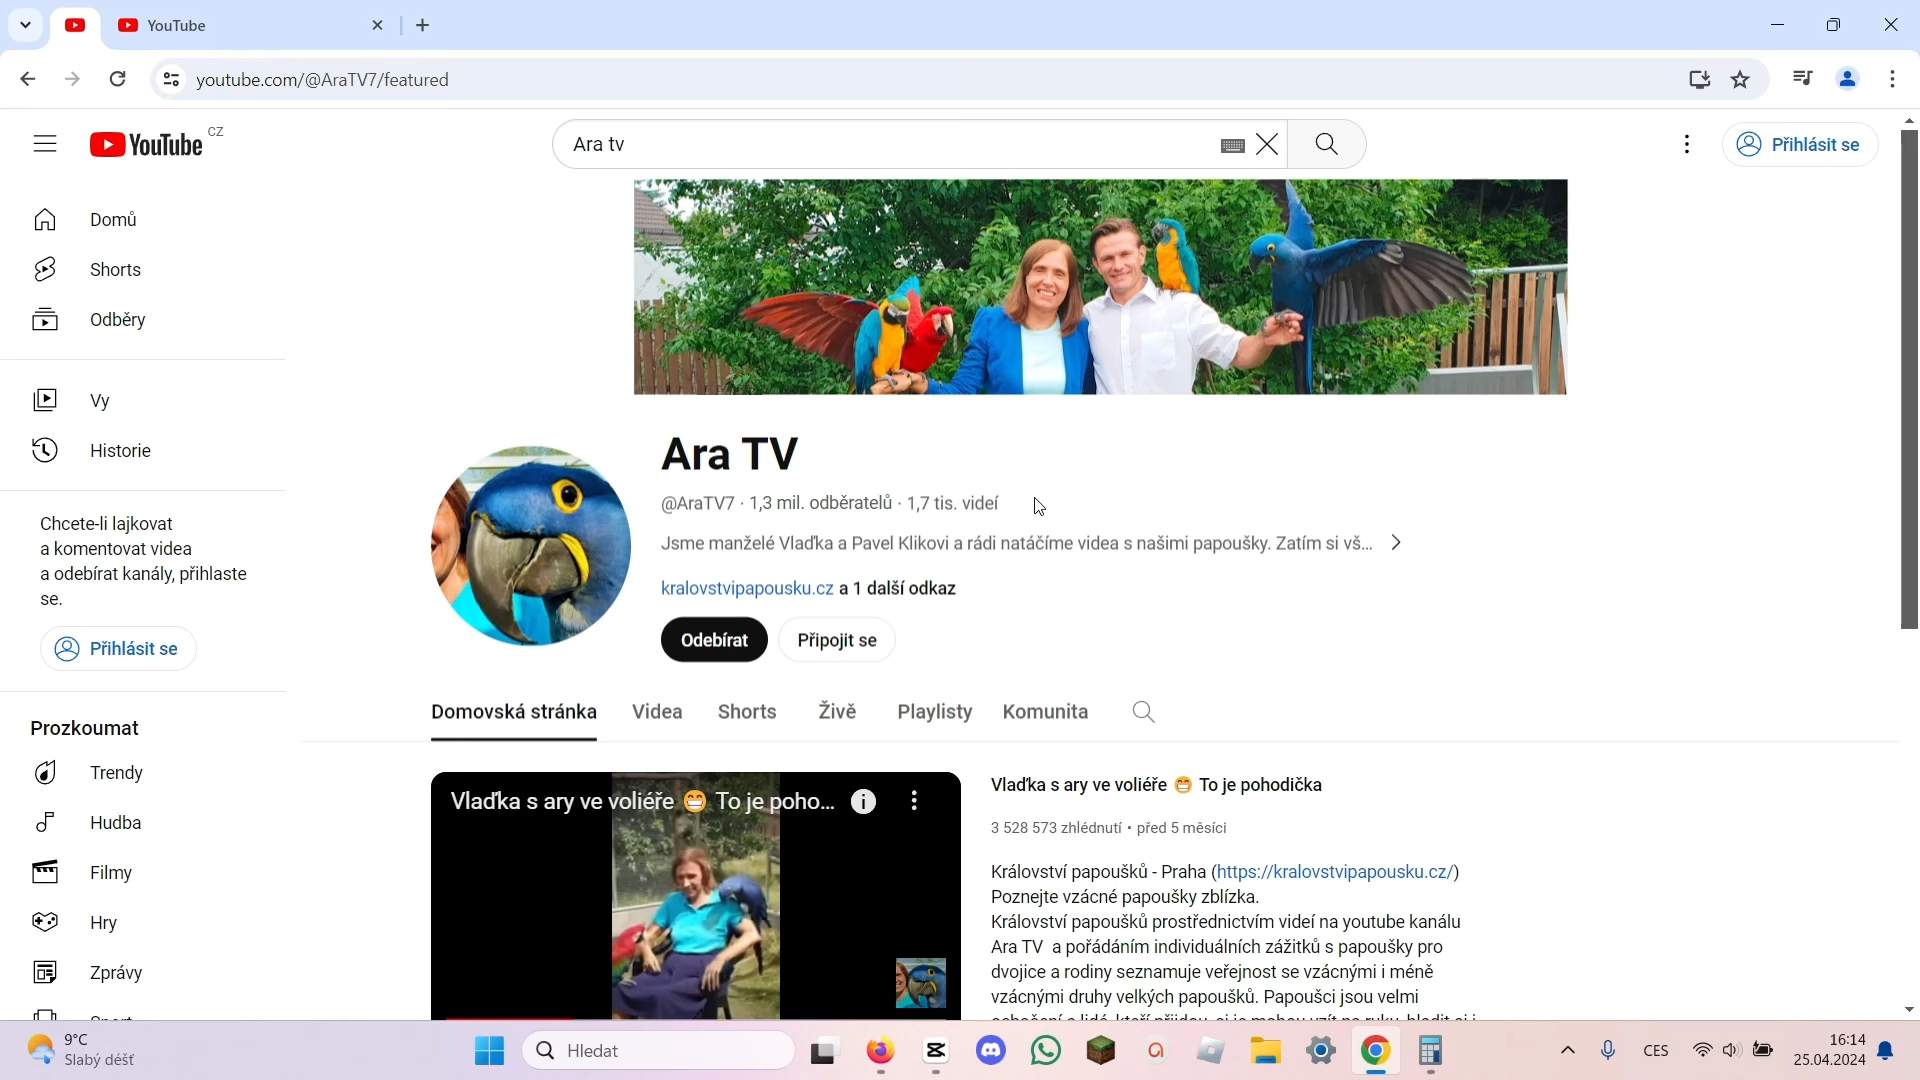 YouTube
youtube.com/@AraTV7/featured
YouTube CZ
Ara tv
Přihlásit se
Domů
Shorts
Odběry
Vy
Historie
Chcete-li lajkovat
a komentovat videa
a odebírat kanály, přihlaste
se.
Přihlásit se
Prozkoumat
Trendy
Hudba
Filmy
Hry
Zprávy
Ara TV
@AraTV7 · 1,3 mil. odběratelů · 1,7 tis. videí
Jsme manželé Vlaďka a Pavel Klikovi a rádi natáčíme videa s našimi papoušky. Zatím si vš...
kralovstvipapousku.cz a 1 další odkaz
Odebírat
Připojit se
Domovská stránka Videa Shorts Živě Playlisty Komunita
Vlaďka s ary ve voliéře 😁 To je poho...
Vlaďka s ary ve voliéře 😁 To je pohodička
3 528 573 zhlédnutí • před 5 měsíci
Království papoušků - Praha (https://kralovstvipapousku.cz/)
Poznejte vzácné papoušky zblízka.
Království papoušků prostřednictvím videí na youtube kanálu
Ara TV a pořádáním individuálních zážitků s papoušky pro
dvojice a rodiny seznamuje veřejnost se vzácnými i méně
vzácnými druhy velkých papoušků. Papoušci jsou velmi
9°C
Slabý déšť
Hledat
CES
16:14
25.04.2024